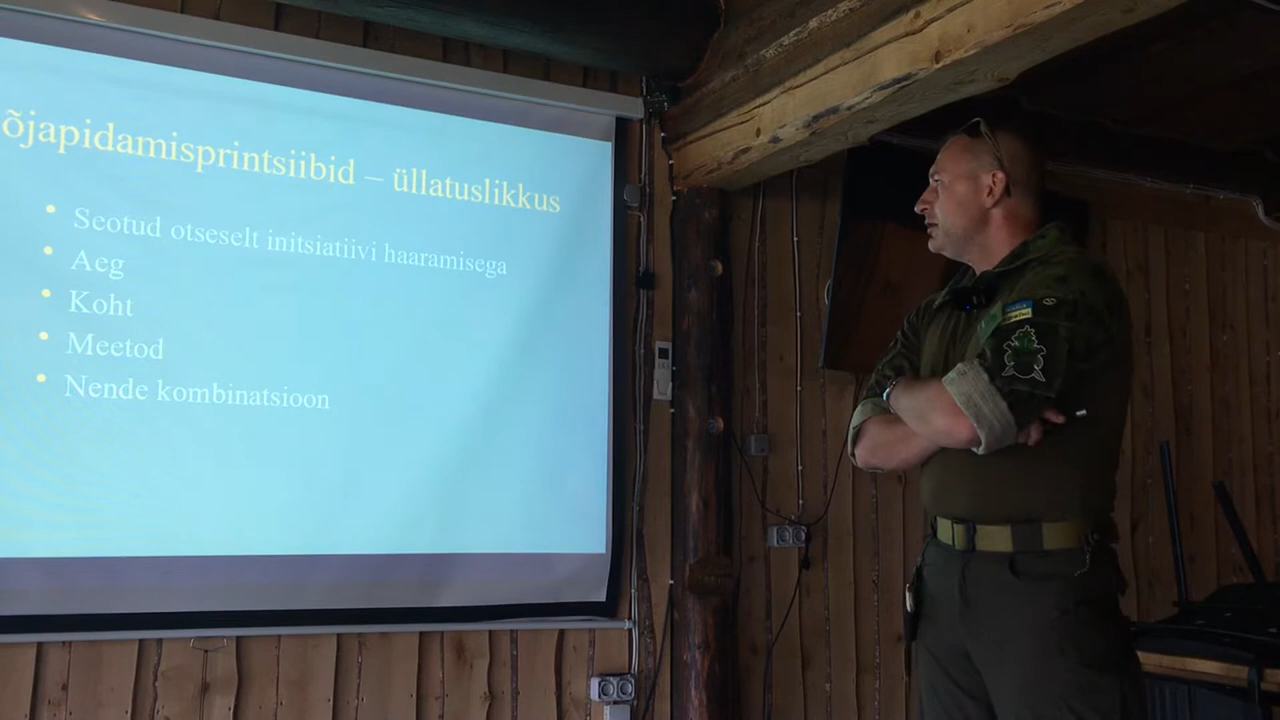 õjapidamisprintsiibid – üllatuslikkus
• Seotud otseselt initsiatiivi haaramisega
• Aeg
• Koht
• Meetod
• Nende kombinatsioon